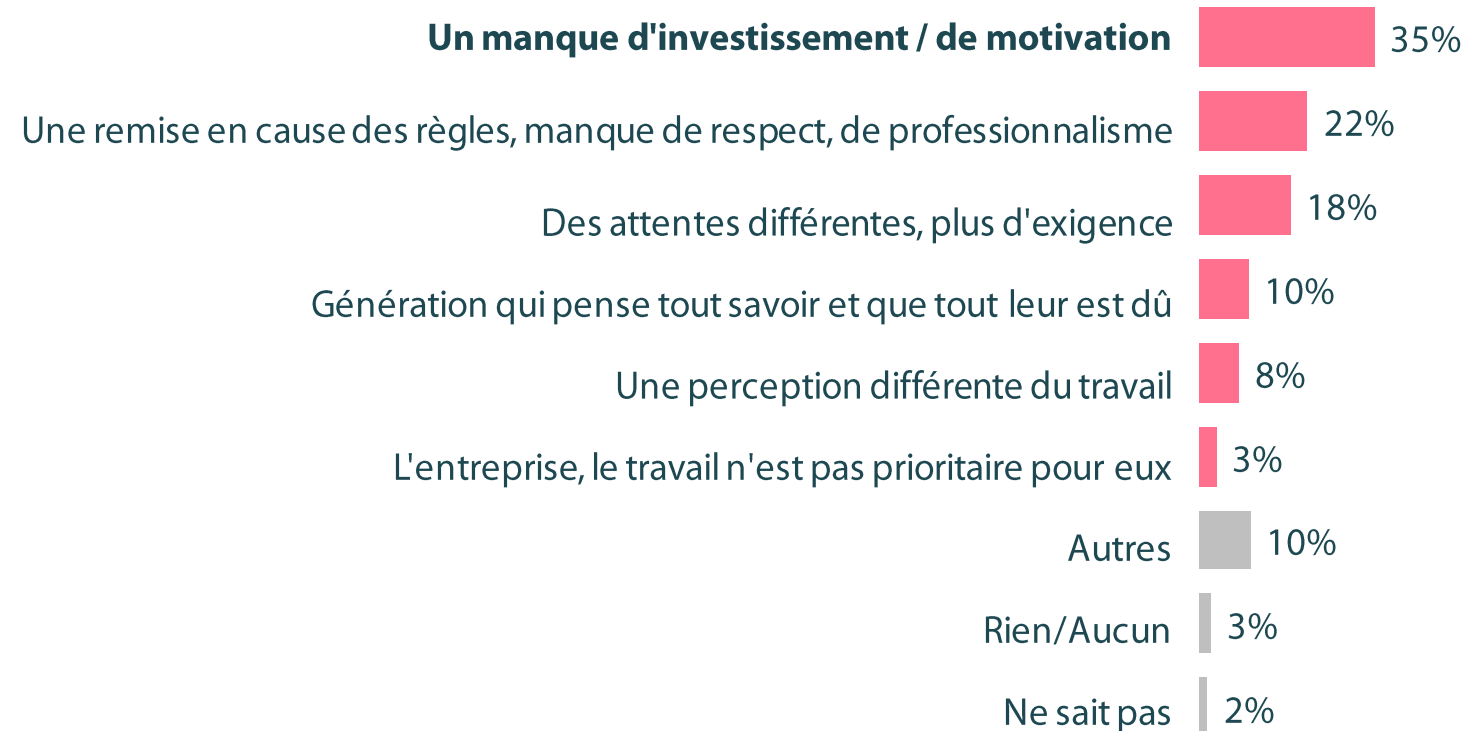 Un manque d'investissement / de motivation 35%
Une remise en cause des règles, manque de respect, de professionnalisme 22%
Des attentes différentes, plus d'exigence 18%
Génération qui pense tout savoir et que tout leur est dû 10%
Une perception différente du travail 8%
L'entreprise, le travail n'est pas prioritaire pour eux 3%
Autres 10%
Rien/Aucun 3%
Ne sait pas 2%